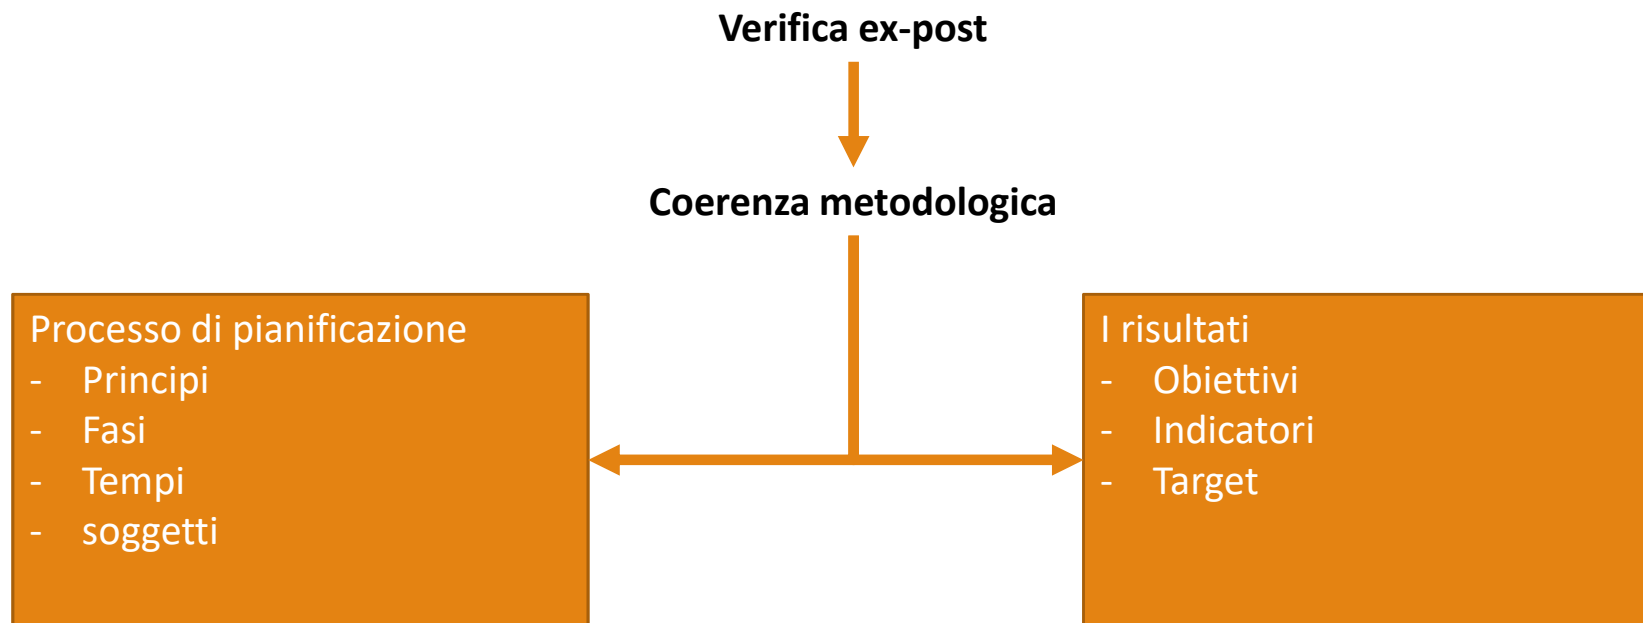 Verifica ex-post
Coerenza metodologica
Processo di pianificazione
- Principi
- Fasi
- Tempi
- soggetti
I risultati
- Obiettivi
- Indicatori
- Target